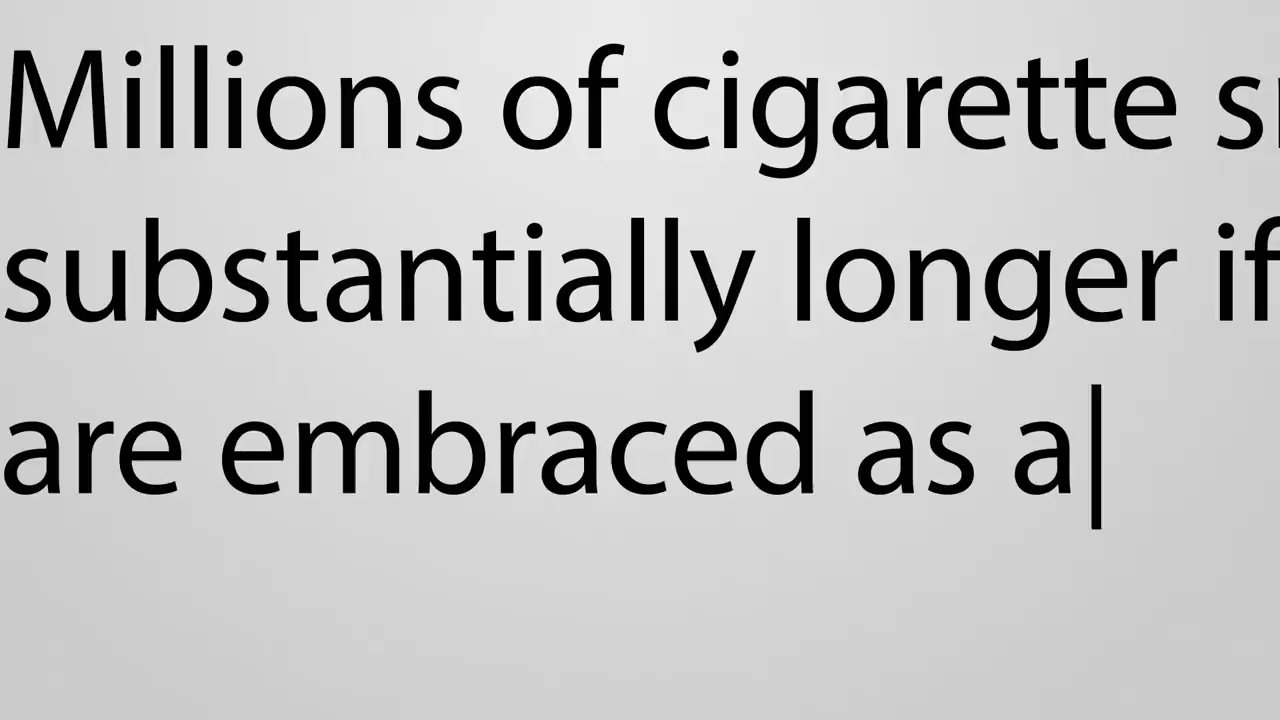 Millions of cigarette
substantially longer if
are embraced as a